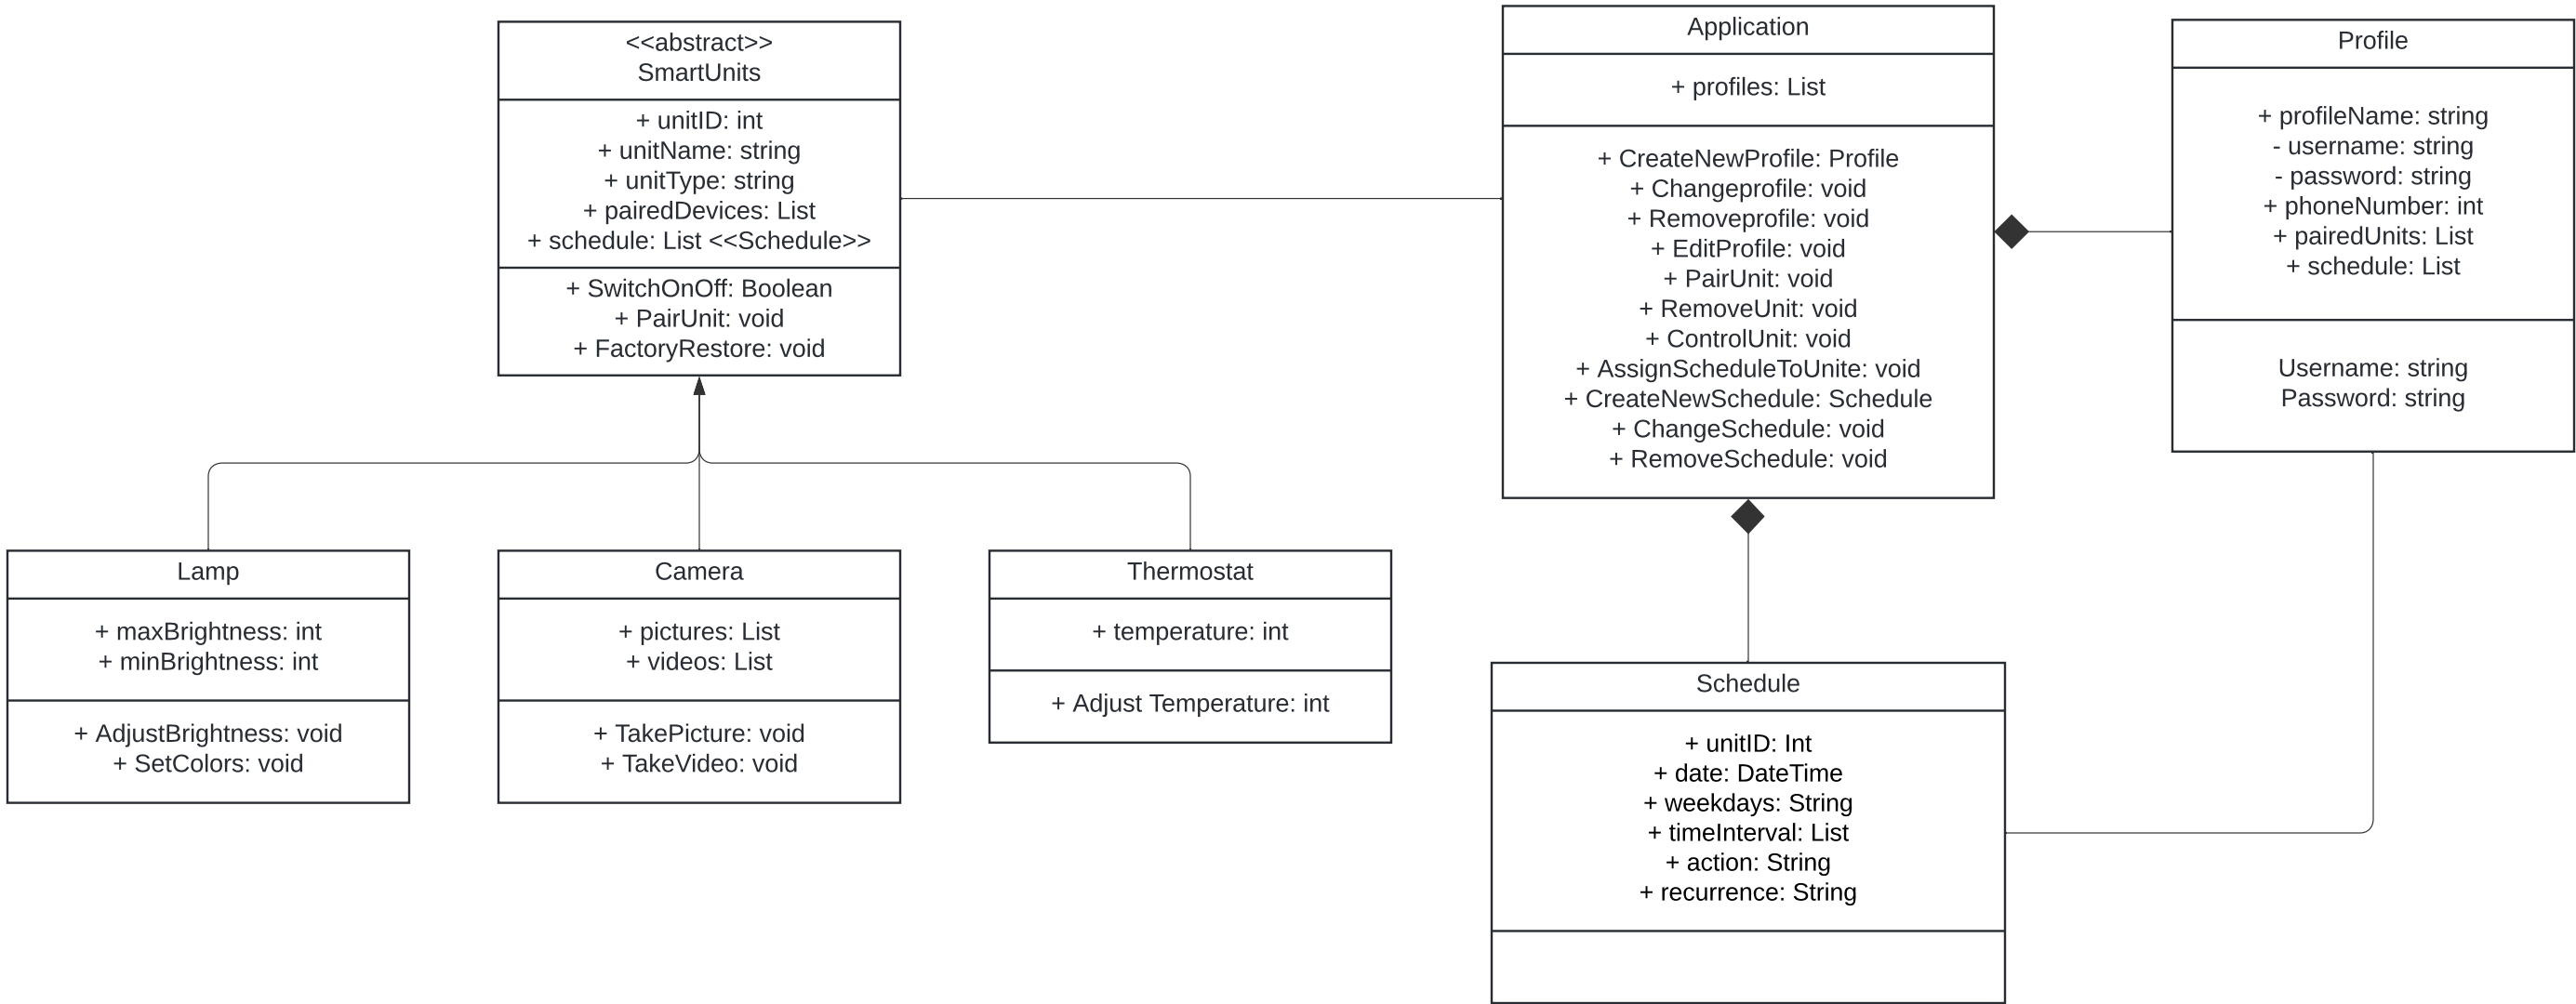 <<abstract>>
SmartUnits
+ unitID: int
+ unitName: string
+ unitType: string
+ pairedDevices: List
+ schedule: List <<Schedule>>
+ SwitchOnOff: Boolean
+ PairUnit: void
+ FactoryRestore: void
Application
+ profiles: List
+ CreateNewProfile: Profile
+ Changeprofile: void
+ Removeprofile: void
+ EditProfile: void
+ PairUnit: void
+ RemoveUnit: void
+ ControlUnit: void
+ AssignScheduleToUnite: void
+ CreateNewSchedule: Schedule
+ ChangeSchedule: void
+ RemoveSchedule: void
Profile
+ profileName: string
- username: string
- password: string
+ phoneNumber: int
+ pairedUnits: List
+ schedule: List
Username: string
Password: string
Lamp
+ maxBrightness: int
+ minBrightness: int
+ AdjustBrightness: void
+ SetColors: void
Camera
+ pictures: List
+ videos: List
+ TakePicture: void
+ TakeVideo: void
Thermostat
+ temperature: int
+ Adjust Temperature: int
Schedule
+ unitID: Int
+ date: DateTime
+ weekdays: String
+ timeInterval: List
+ action: String
+ recurrence: String